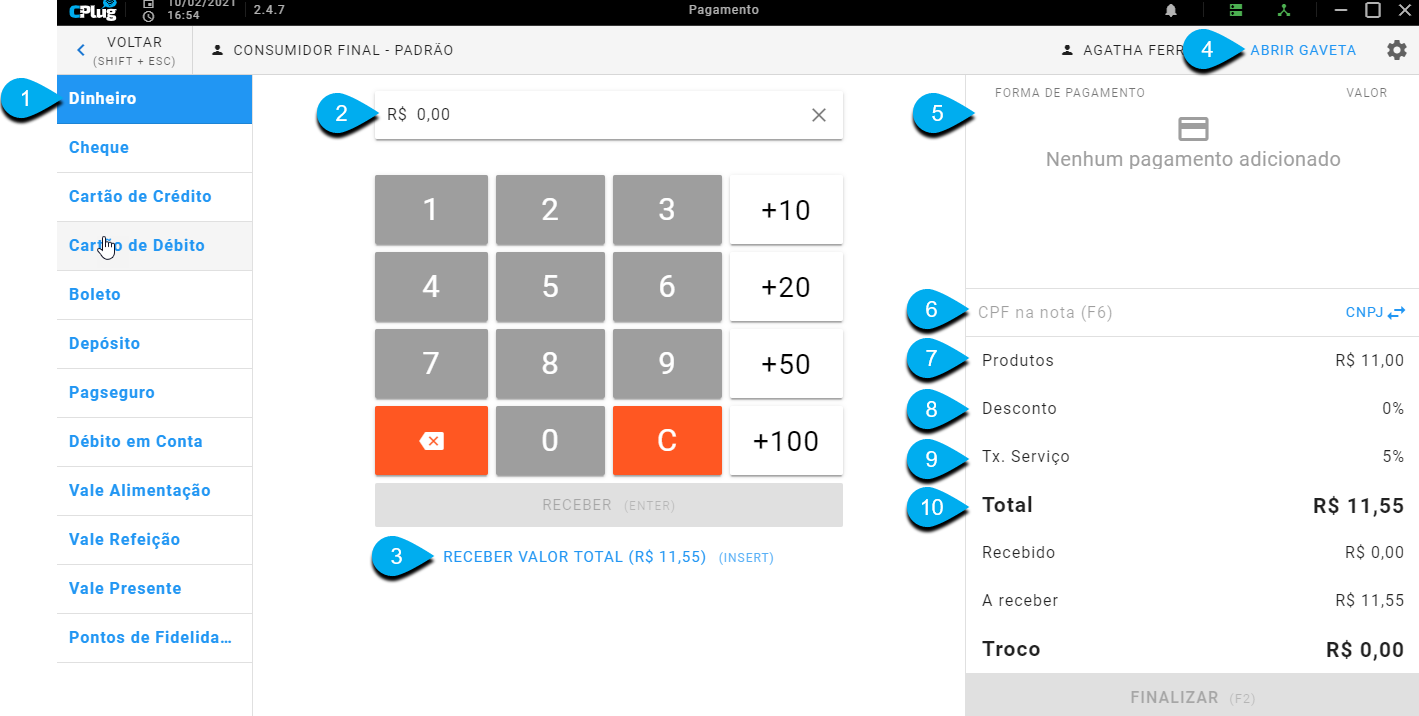 CPlug
10/02/2021
16:54
2.4.7
Pagamento
VOLTAR
(SHIFT + ESC)
CONSUMIDOR FINAL - PADRÃO
AGATHA FERR
4
ABRIR GAVETA
1
Dinheiro
Cheque
Cartão de Crédito
Cartão de Débito
Boleto
Depósito
Pagseguro
Débito em Conta
Vale Alimentação
Vale Refeição
Vale Presente
Pontos de Fidelida...
2
R$ 0,00
1 2 3 +10
4 5 6 +20
7 8 9 +50
0 C +100
RECEBER (ENTER)
3
RECEBER VALOR TOTAL (R$ 11,55) (INSERT)
5
FORMA DE PAGAMENTO VALOR
Nenhum pagamento adicionado
6
CPF na nota (F6) CNPJ
7
Produtos R$ 11,00
8
Desconto 0%
9
Tx. Serviço 5%
10
Total R$ 11,55
Recebido R$ 0,00
A receber R$ 11,55
Troco R$ 0,00
FINALIZAR (F2)